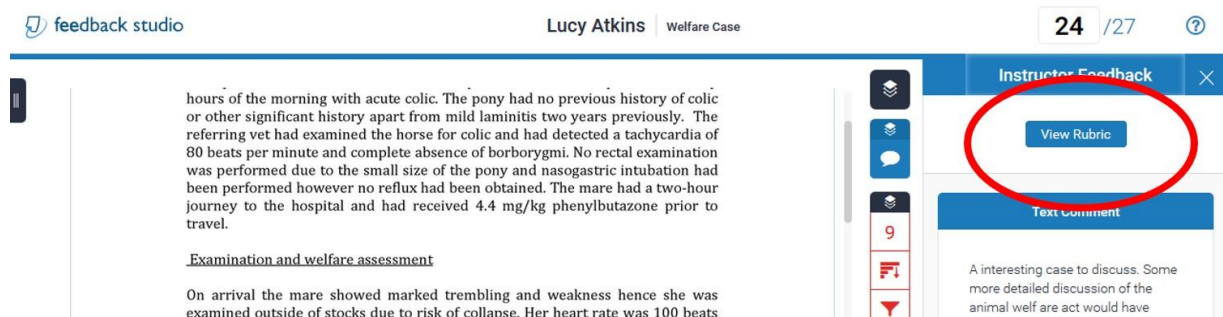 feedback studio
Lucy Atkins Welfare Case
24 /27
?
Instructor Feedback
View Rubric
hours of the morning with acute colic. The pony had no previous history of colic
or other significant history apart from mild laminitis two years previously. The
referring vet had examined the horse for colic and had detected a tachycardia of
80 beats per minute and complete absence of borborygmi. No rectal examination
was performed due to the small size of the pony and nasogastric intubation had
been performed however no reflux had been obtained. The mare had a two-hour
journey to the hospital and had received 4.4 mg/kg phenylbutazone prior to
travel.
Examination and welfare assessment
On arrival the mare showed marked trembling and weakness hence she was
examined outside of stocks due to risk of collapse. Her heart rate was 100 beats
9
Text Comment
A interesting case to discuss. Some
more detailed discussion of the
animal welf are act would have